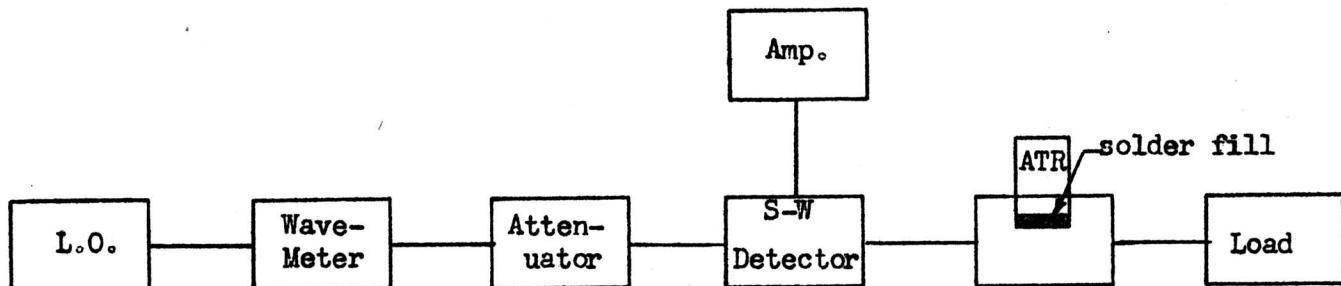 Amp.
ATR
solder fill
L.O.
Wave-
Meter
Atten-
uator
S-W
Detector
Load